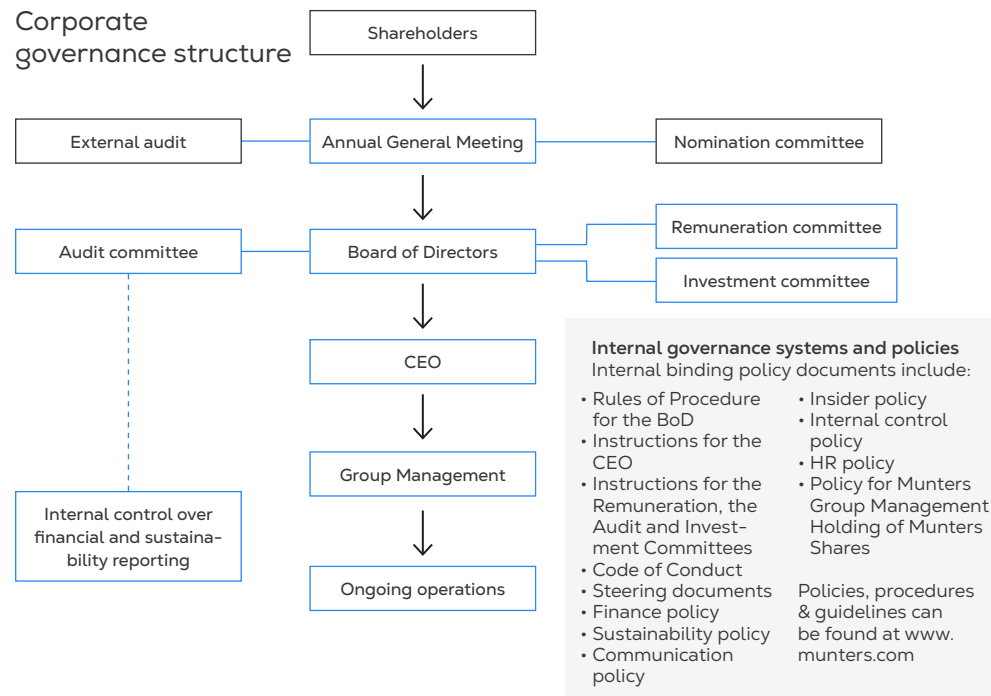 Corporate
governance structure
Shareholders
External audit
Annual General Meeting
Nomination committee
Remuneration committee
Audit committee
Board of Directors
Investment committee
CEO
Group Management
Internal control over
financial and sustaina-
bility reporting
Ongoing operations
Internal governance systems and policies
Internal binding policy documents include:
• Rules of Procedure
for the BoD
• Instructions for the
CEO
• Instructions for the
Remuneration, the
Audit and Invest-
ment Committees
• Code of Conduct
• Steering documents
• Finance policy
• Sustainability policy
• Communication
policy
• Insider policy
• Internal control
policy
• HR policy
• Policy for Munters
Group Management
Holding of Munters
Shares
Policies, procedures
& guidelines can
be found at www.
munters.com